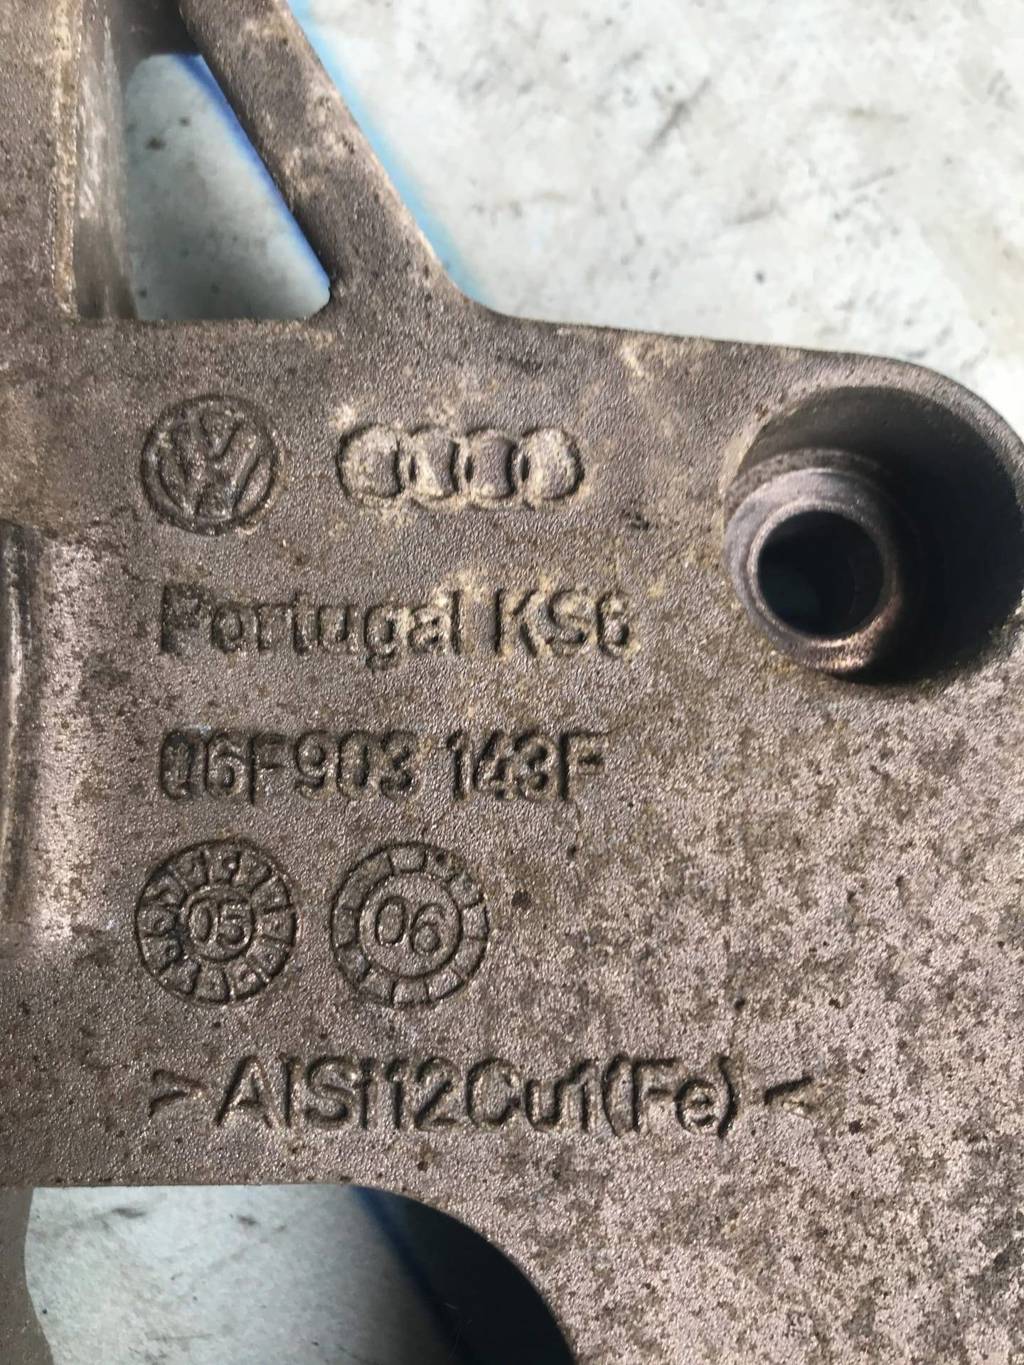 Portugal KS6
06F903 143F
05 06
>AlSi12Cu1(Fe)<